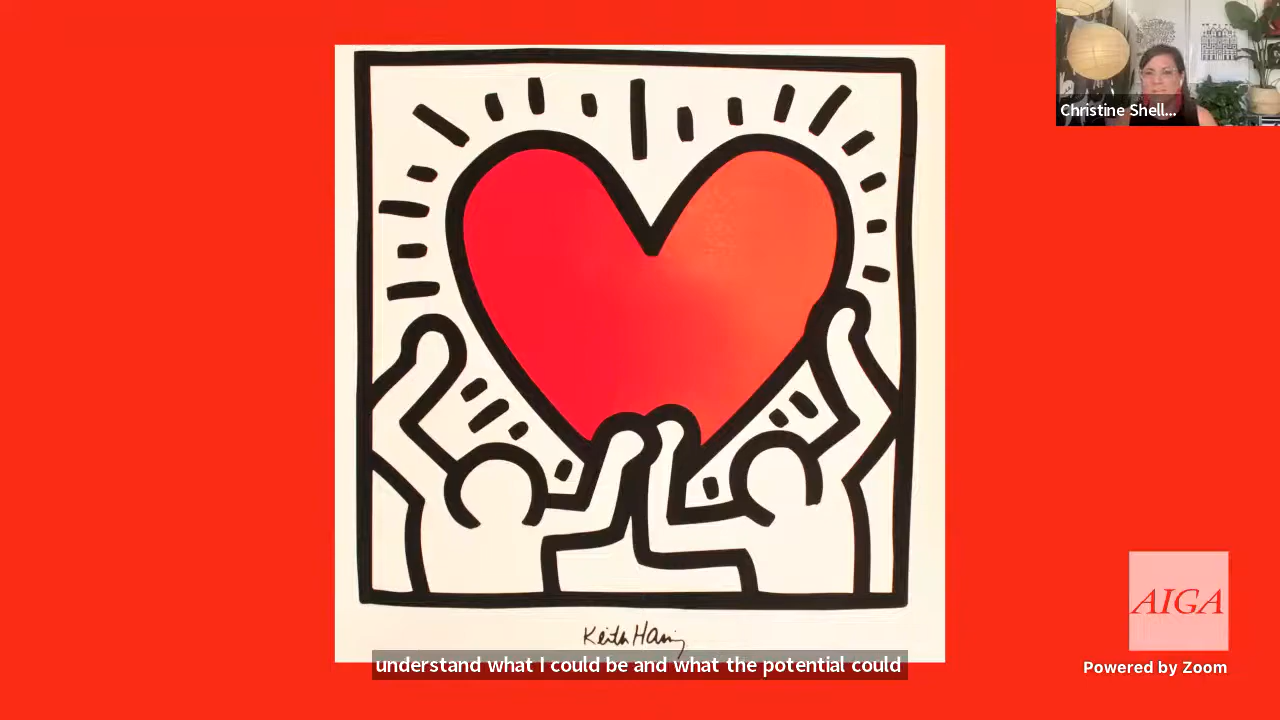 Christine Shell...
Keith Haring
understand what I could be and what the potential could
AIGA
Powered by Zoom